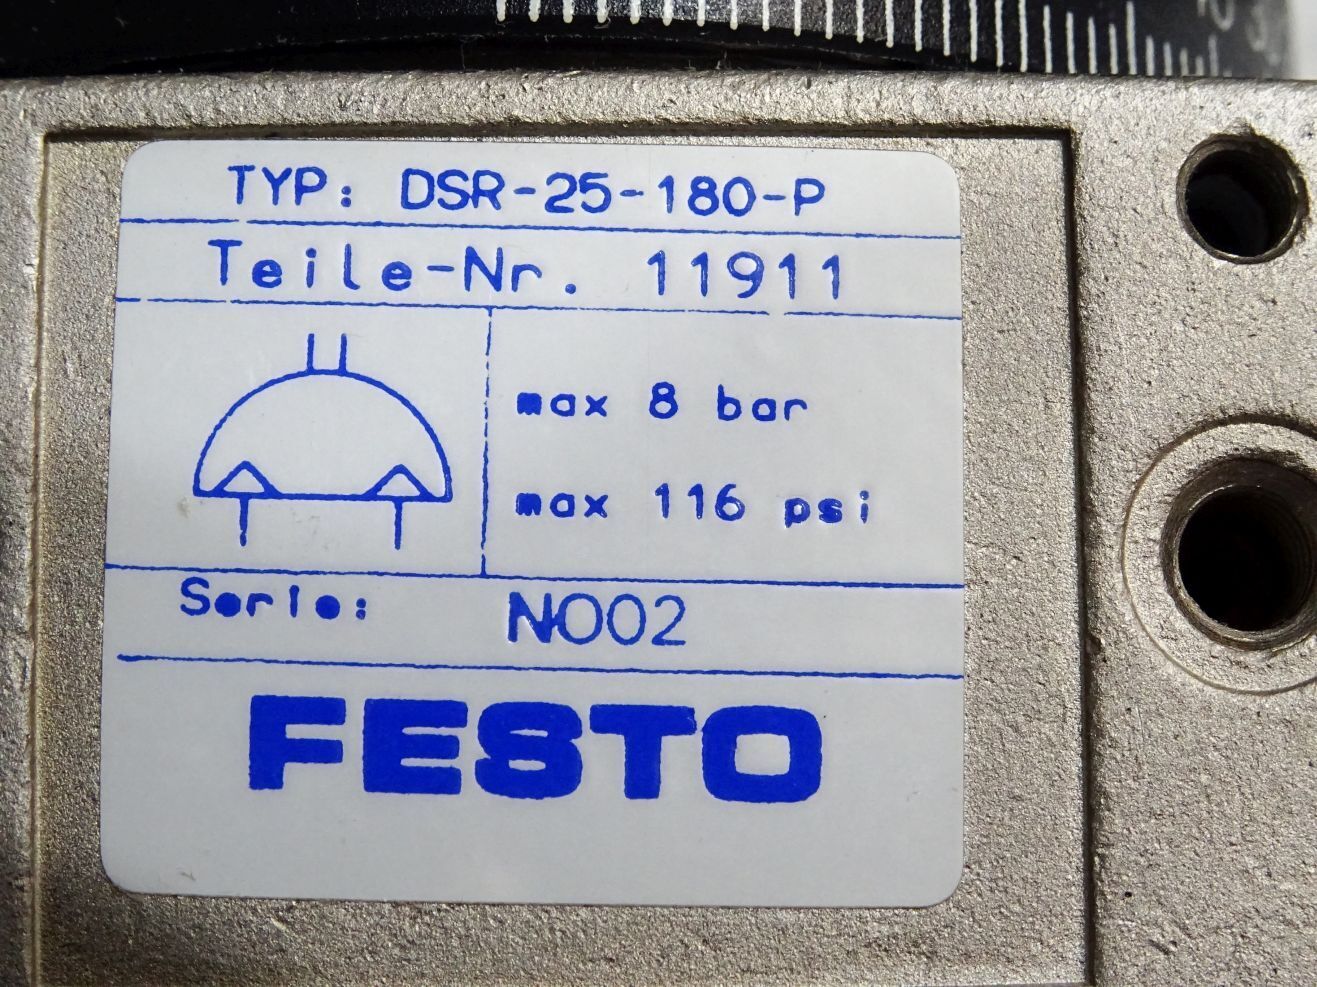 TYP: DSR-25-180-P
Teile-Nr. 11911
max 8 bar
max 116 psi
Serie: N002
FESTO